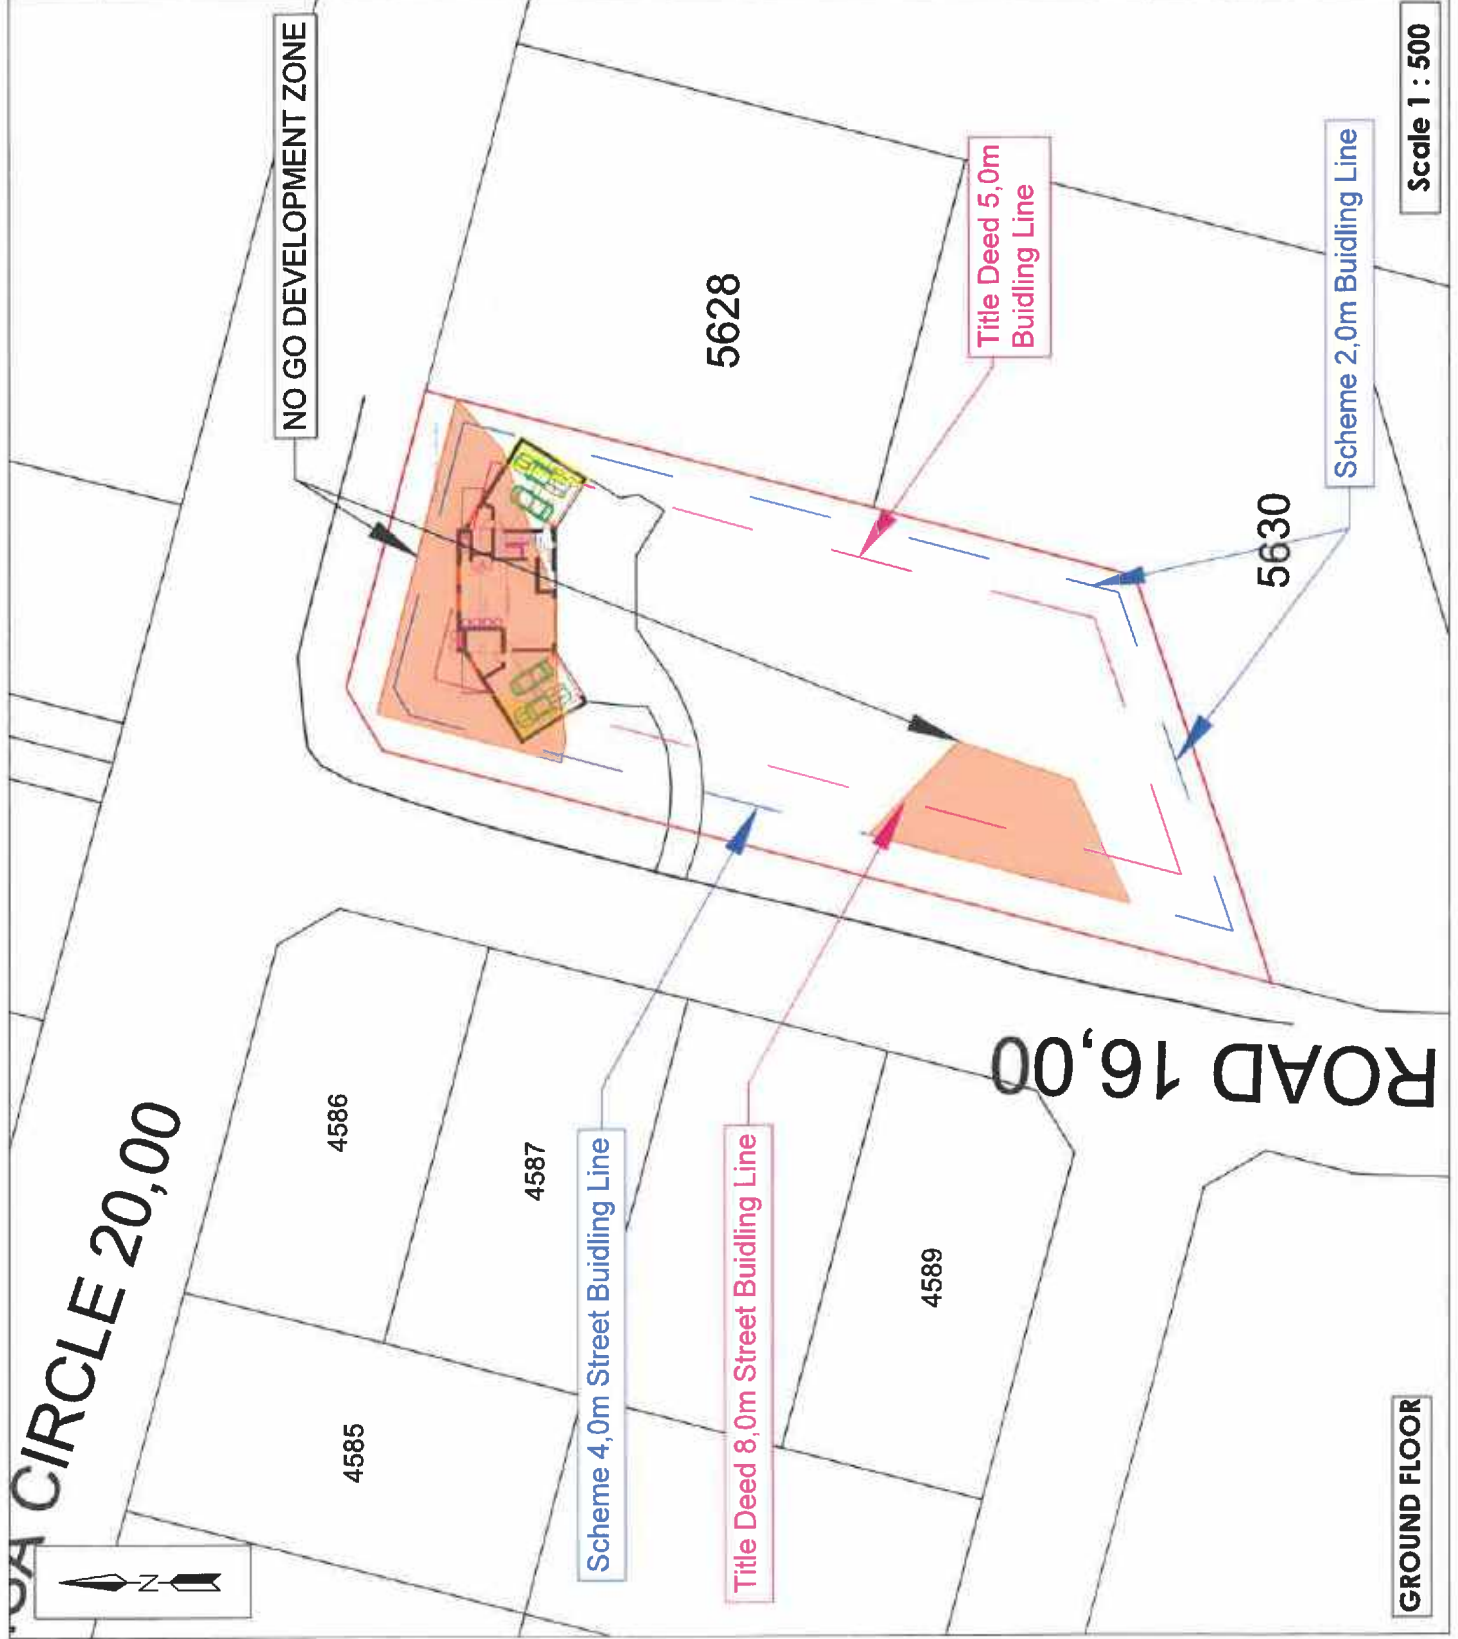 NO GO DEVELOPMENT ZONE
5628
Title Deed 5,0m
Buidling Line
Scheme 2,0m Buidling Line
Scale 1 : 500
5630
CIRCLE 20,00
4586
4587
4585
4589
Scheme 4,0m Street Buidling Line
Title Deed 8,0m Street Buidling Line
ROAD 16,00
N
GROUND FLOOR